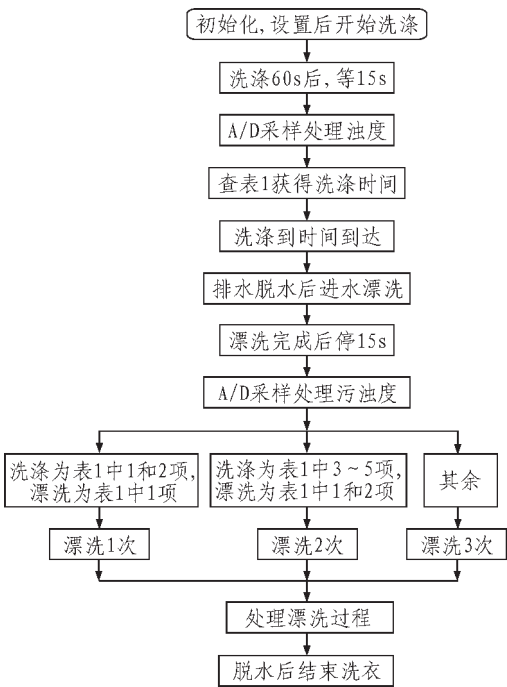 初始化,设置后开始洗涤
洗涤60s后,等15s
A/D采样处理浊度
查表1获得洗涤时间
洗涤到时间到达
排水脱水后进水漂洗
漂洗完成后停15s
A/D采样处理污浊度
洗涤为表1中1和2项,
漂洗为表1中1项
洗涤为表1中3~5项,
漂洗为表1中1和2项
其余
漂洗1次
漂洗2次
漂洗3次
处理漂洗过程
脱水后结束洗衣